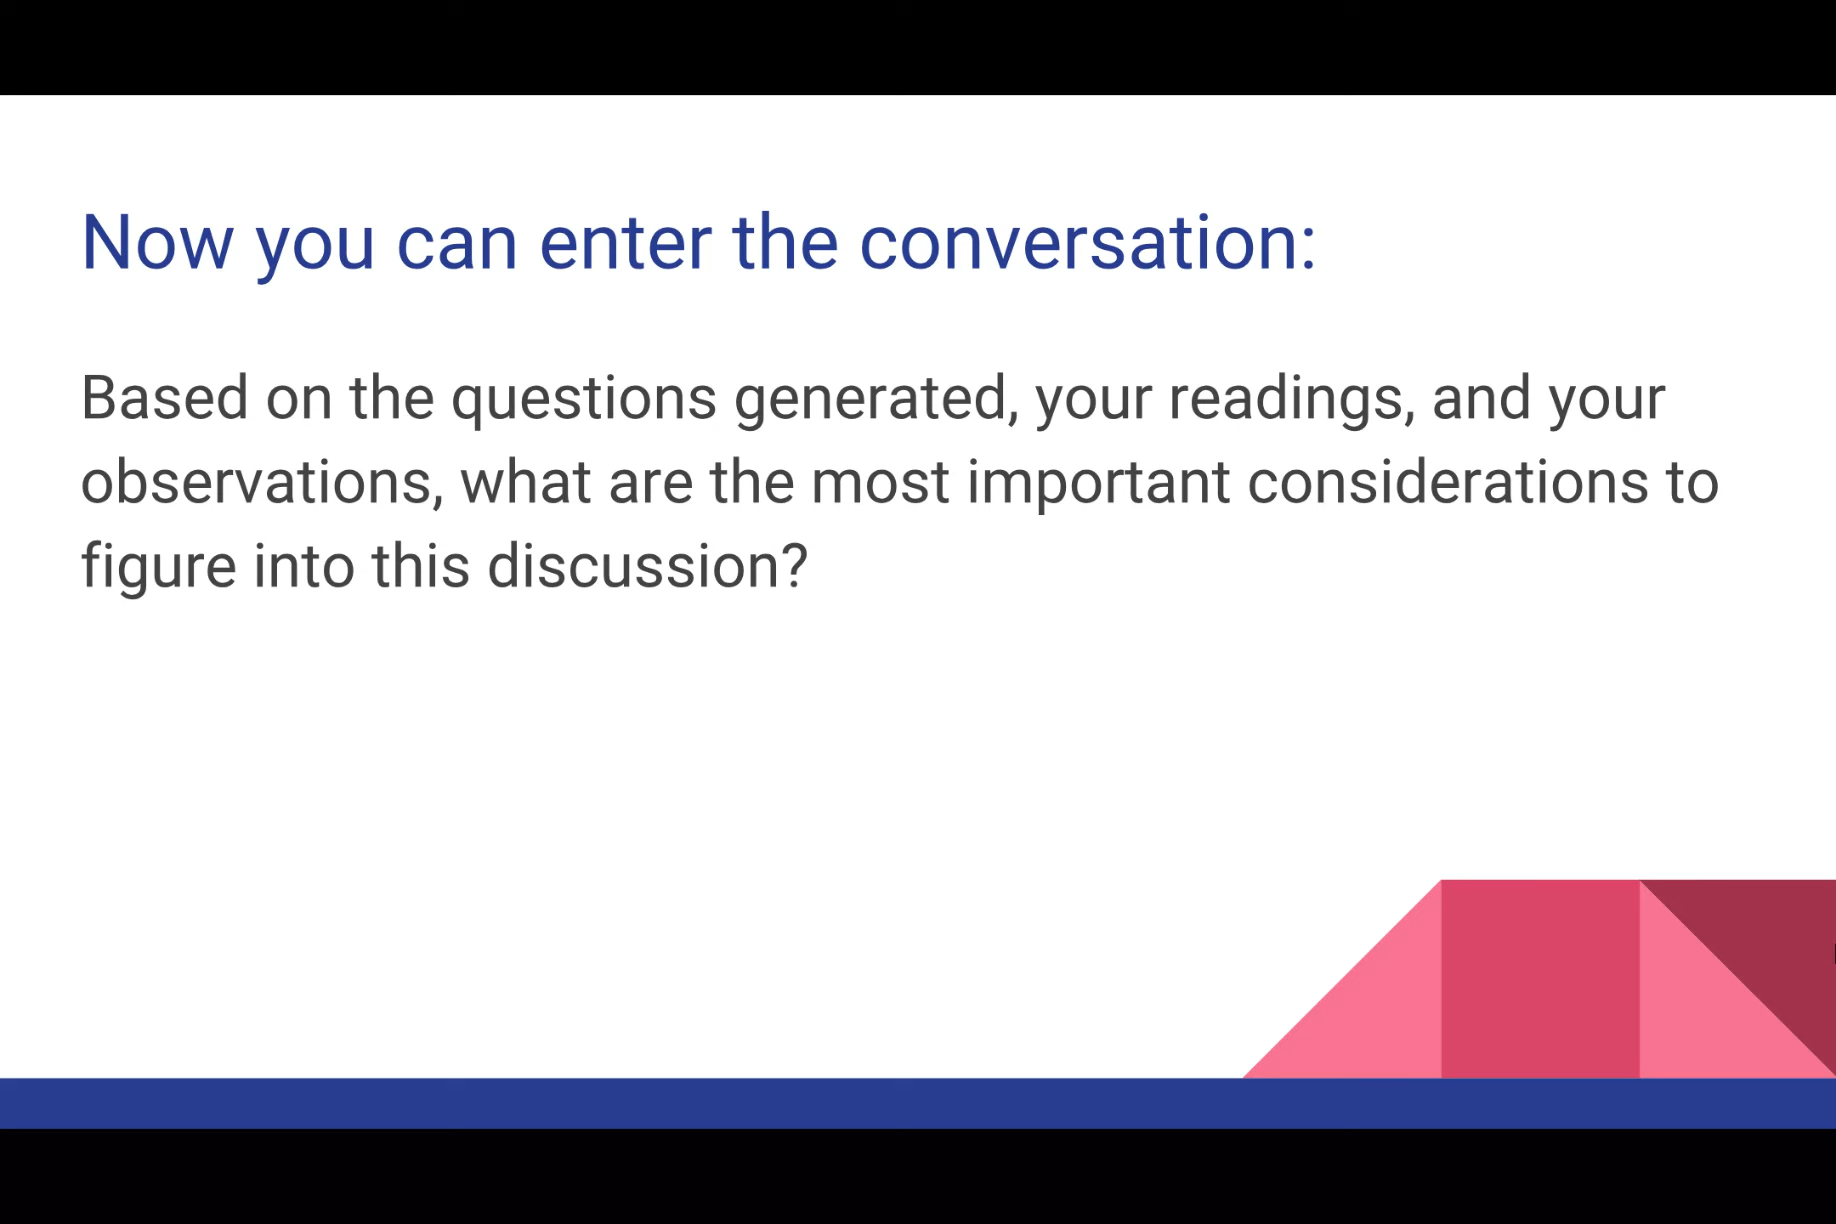 Now you can enter the conversation:
Based on the questions generated, your readings, and your
observations, what are the most important considerations to
figure into this discussion?